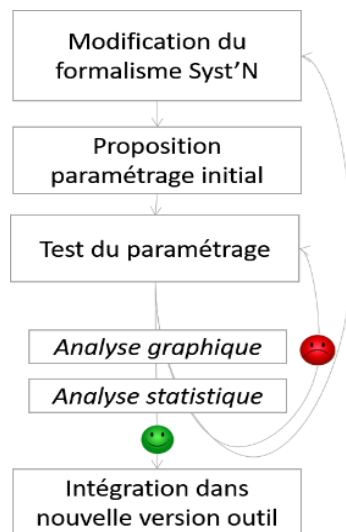 Modification du
formalisme Syst'N
Proposition
paramétrage initial
Test du paramétrage
Analyse graphique
Analyse statistique
Intégration dans
nouvelle version outil